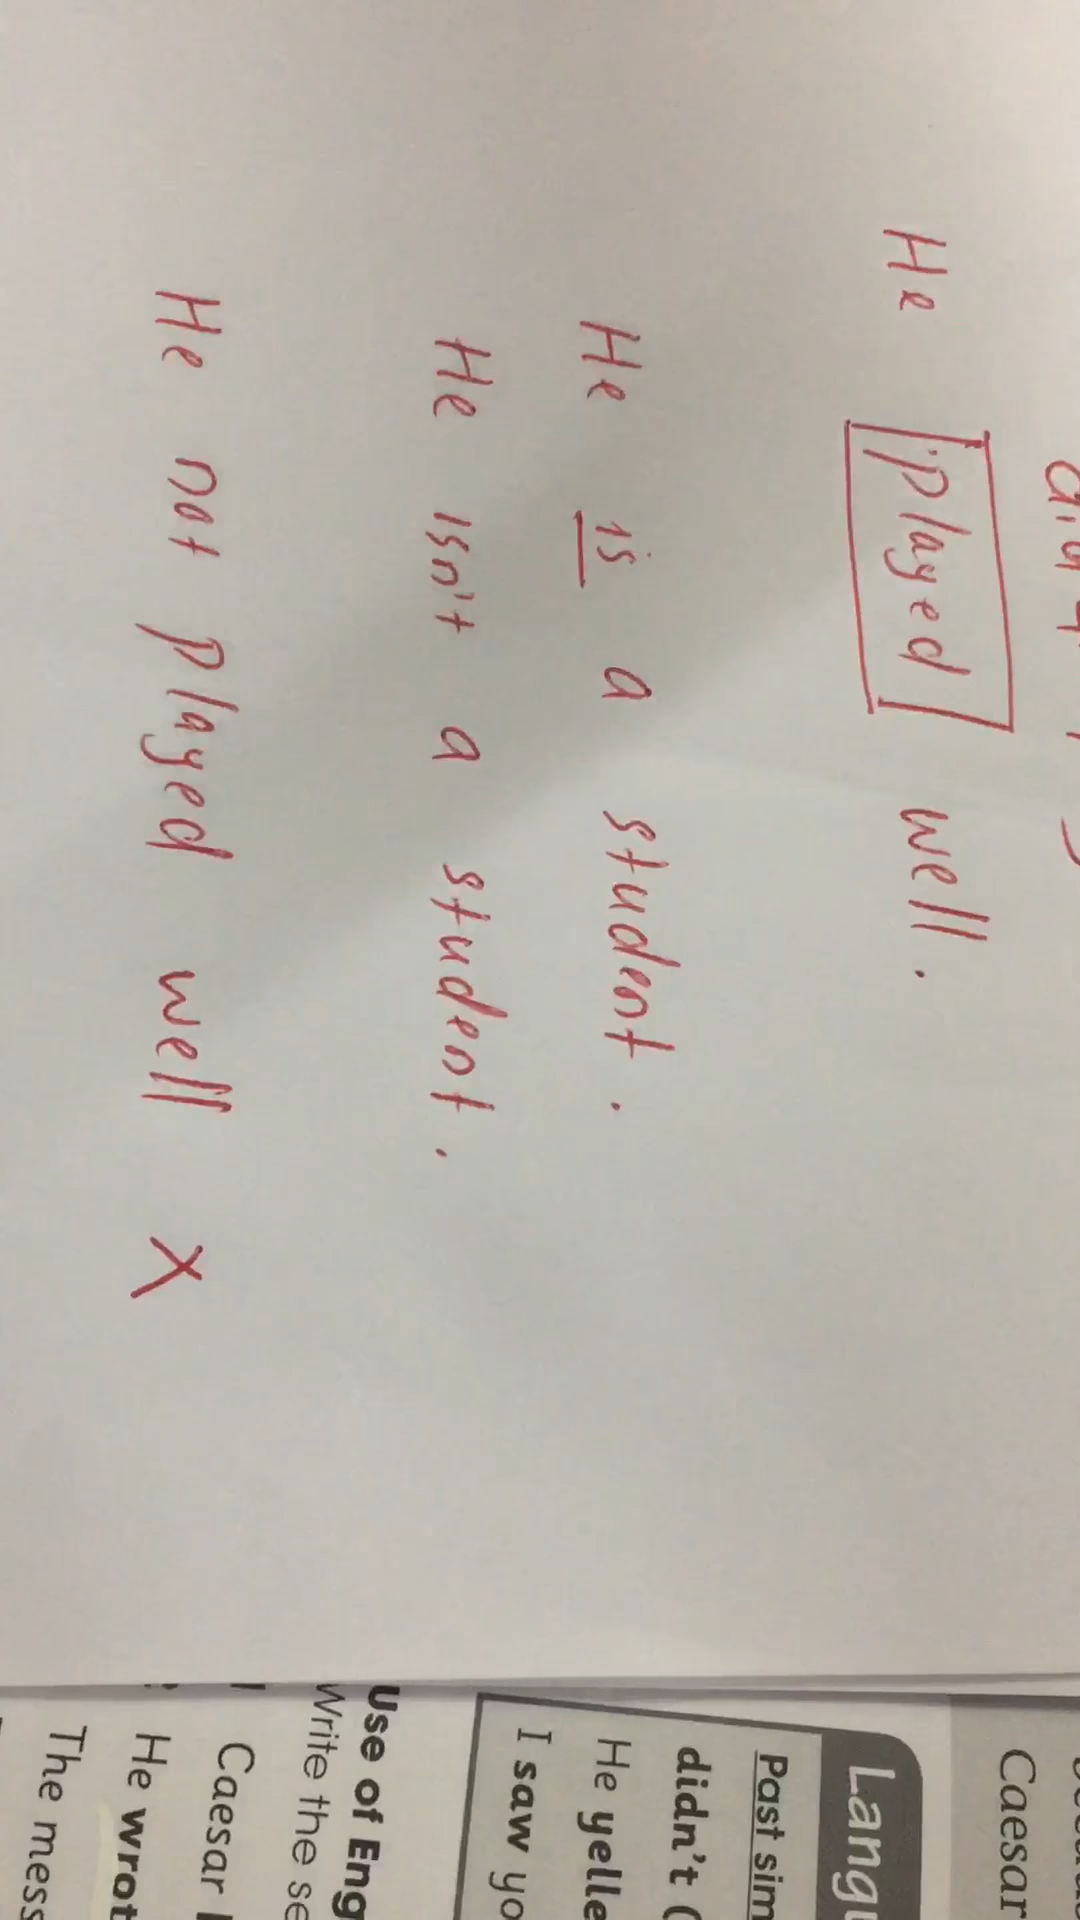 He played well.
He is a student.
He isn't a student.
He not played well X
Caesar
Past sim
didn't (
He yelle
I saw yo
Use of Eng
Write the se
Caesar
He wrot
The mess